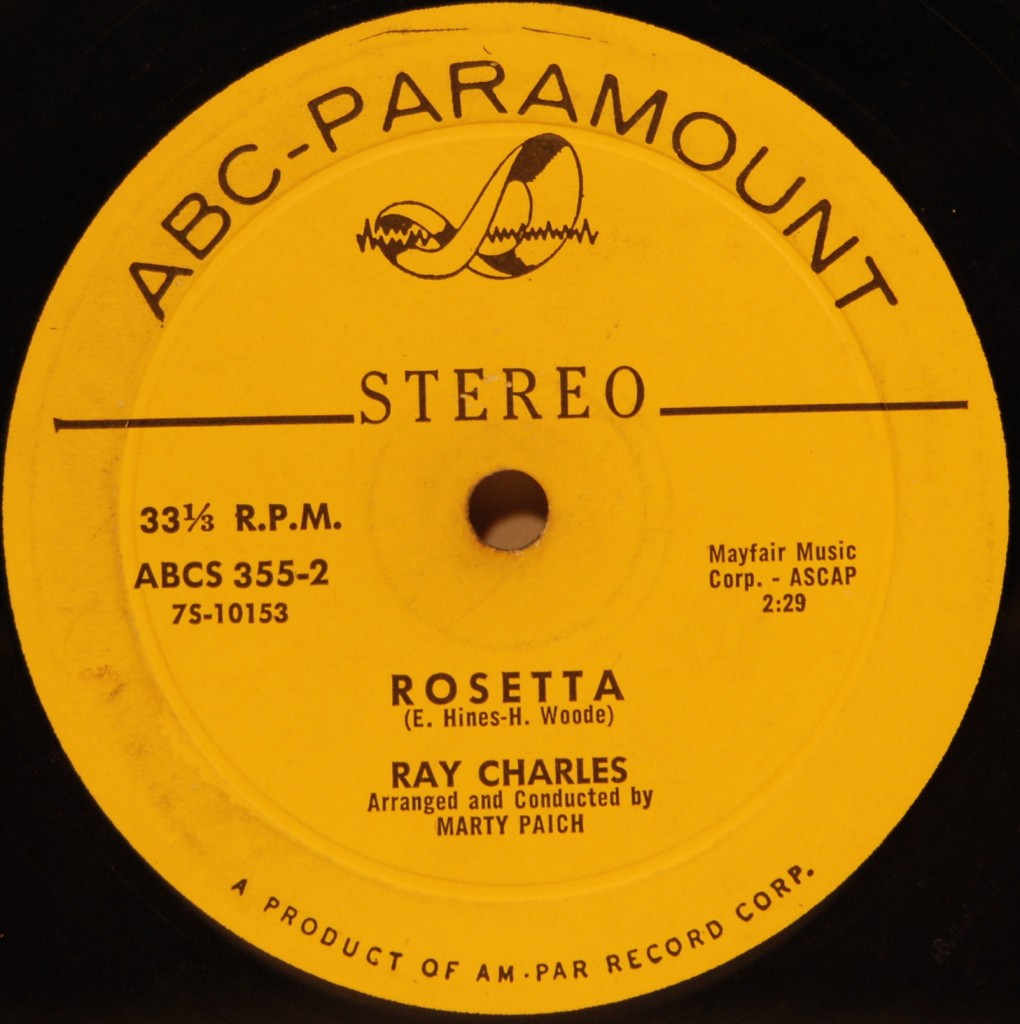 ABC-PARAMOUNT
STEREO
33⅓ R.P.M.
ABCS 355-2
7S-10153
Mayfair Music
Corp. - ASCAP
2:29
ROSETTA
(E. Hines-H. Woode)
RAY CHARLES
Arranged and Conducted by
MARTY PAICH
A PRODUCT OF AM-PAR RECORD CORP.